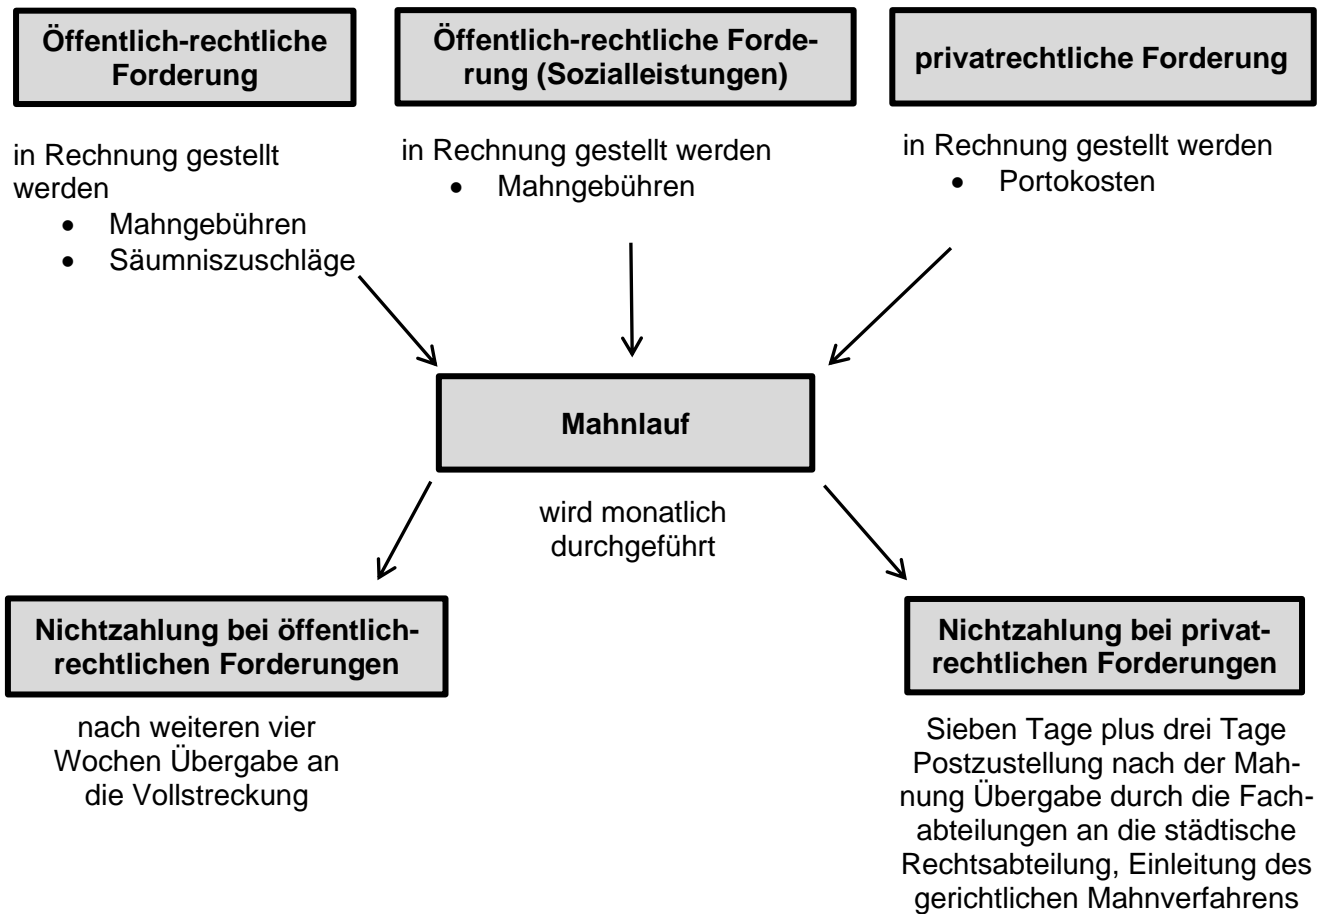 Öffentlich-rechtliche
Forderung
in Rechnung gestellt
werden
• Mahngebühren
• Säumniszuschläge
Öffentlich-rechtliche Forde-
rung (Sozialleistungen)
in Rechnung gestellt werden
• Mahngebühren
privatrechtliche Forderung
in Rechnung gestellt werden
• Portokosten
Mahnlauf
wird monatlich
durchgeführt
Nichtzahlung bei öffentlich-
rechtlichen Forderungen
nach weiteren vier
Wochen Übergabe an
die Vollstreckung
Nichtzahlung bei privat-
rechtlichen Forderungen
Sieben Tage plus drei Tage
Postzustellung nach der Mah-
nung Übergabe durch die Fach-
abteilungen an die städtische
Rechtsabteilung, Einleitung des
gerichtlichen Mahnverfahrens